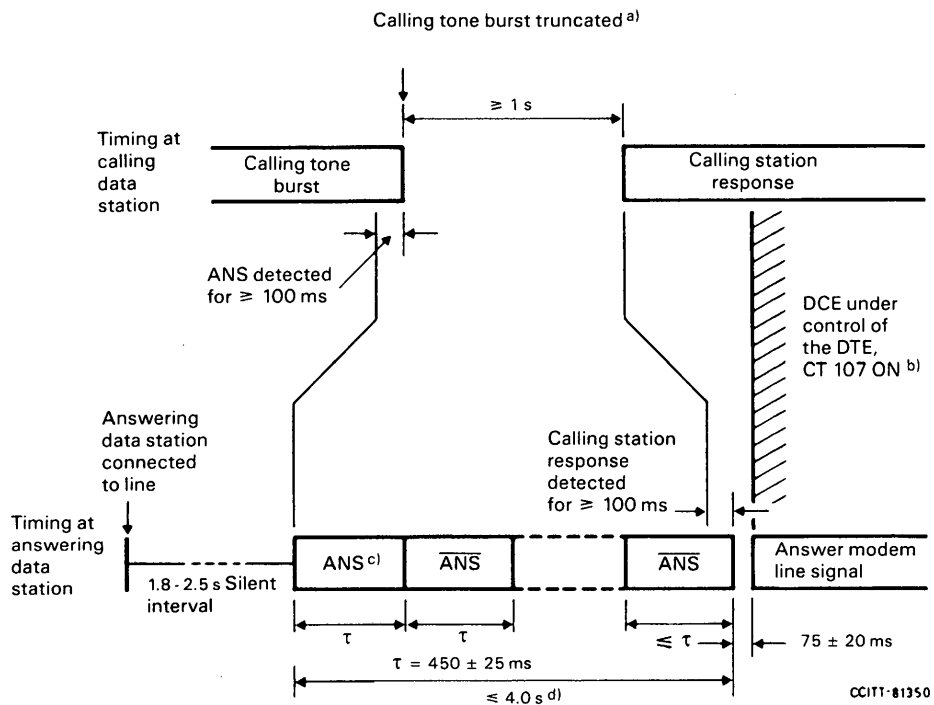 Calling tone burst truncated a)
≥ 1 s
Timing at
calling
data
station
Calling tone
burst
Calling station
response
ANS detected
for ≥ 100 ms
DCE under
control of
the DTE,
CT 107 ON b)
Answering
data station
connected
to line
Calling station
response
detected
for ≥ 100 ms
Timing at
answering
data
station
1.8 - 2.5 s Silent
interval
ANS c)
A̅N̅S̅
A̅N̅S̅
Answer modem
line signal
τ
τ
≤ τ
75 ± 20 ms
τ = 450 ± 25 ms
≤ 4.0 s d)
CCITT-81350